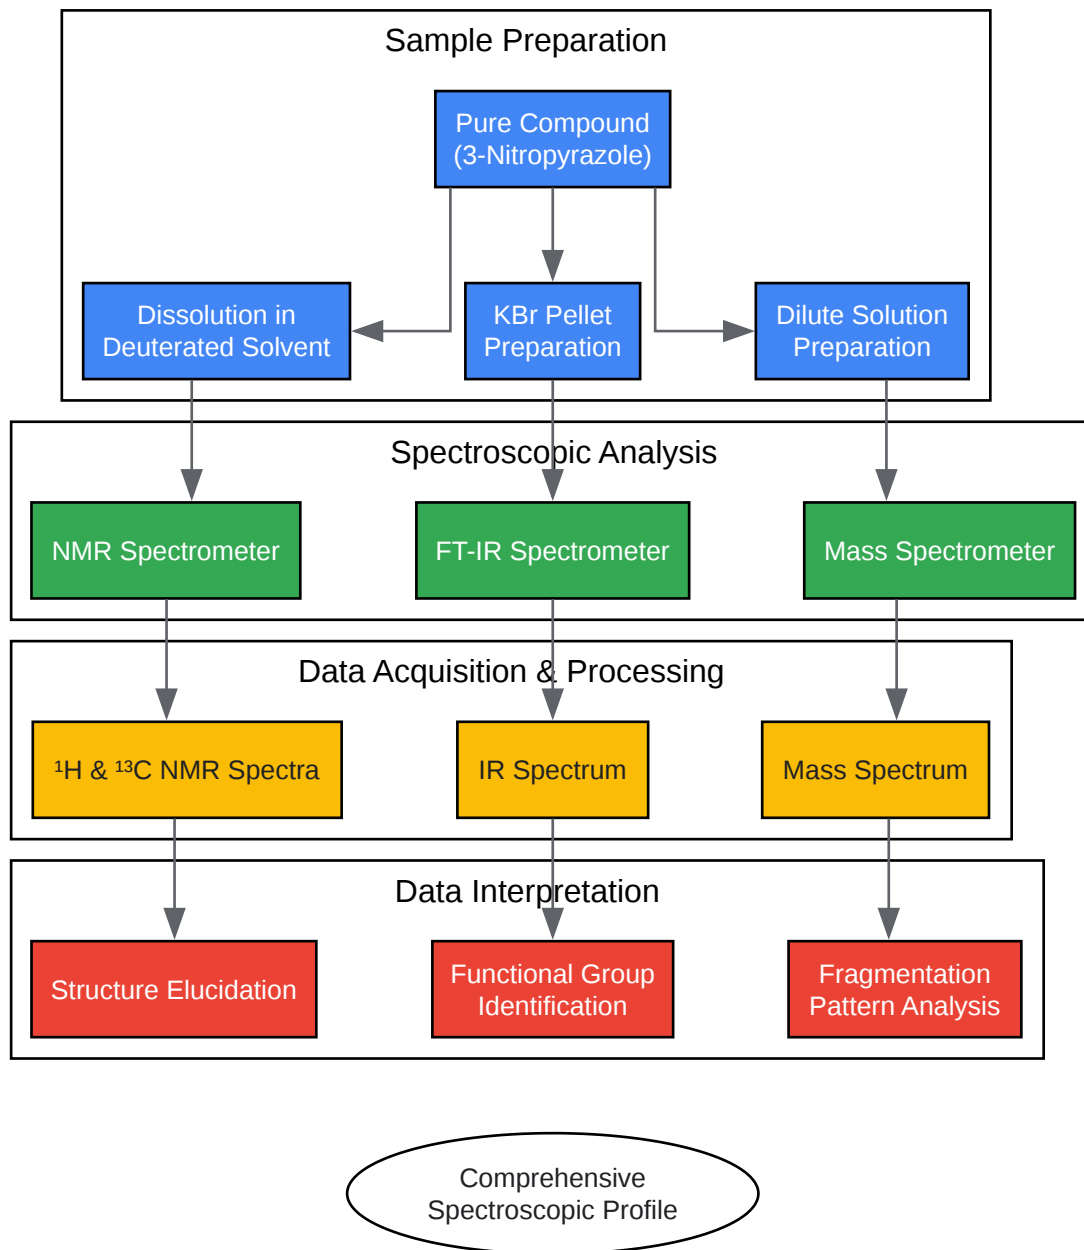 Sample Preparation
Pure Compound
(3-Nitropyrazole)
Dissolution in
Deuterated Solvent
KBr Pellet
Preparation
Dilute Solution
Preparation
Spectroscopic Analysis
NMR Spectrometer
FT-IR Spectrometer
Mass Spectrometer
Data Acquisition & Processing
¹H & ¹³C NMR Spectra
IR Spectrum
Mass Spectrum
Data Interpretation
Structure Elucidation
Functional Group
Identification
Fragmentation
Pattern Analysis
Comprehensive
Spectroscopic Profile